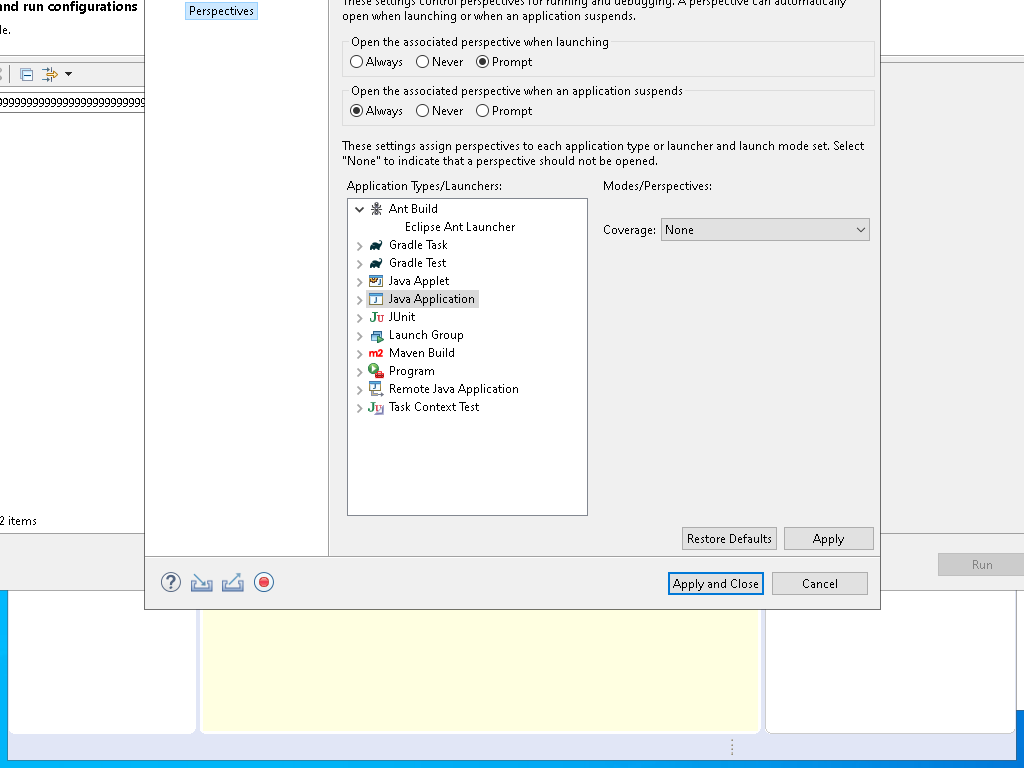 and run configurations
Perspectives
These settings control perspectives for running and debugging. A perspective can automatically
open when launching or when an application suspends.
Open the associated perspective when launching
Always
Never
Prompt
Open the associated perspective when an application suspends
Always
Never
Prompt
These settings assign perspectives to each application type or launcher and launch mode set. Select
"None" to indicate that a perspective should not be opened.
Application Types/Launchers:
Modes/Perspectives:
Ant Build
Eclipse Ant Launcher
Gradle Task
Gradle Test
Java Applet
Java Application
JUnit
Launch Group
Maven Build
Program
Remote Java Application
Task Context Test
Coverage:
None
2 items
Restore Defaults
Apply
Run
Apply and Close
Cancel